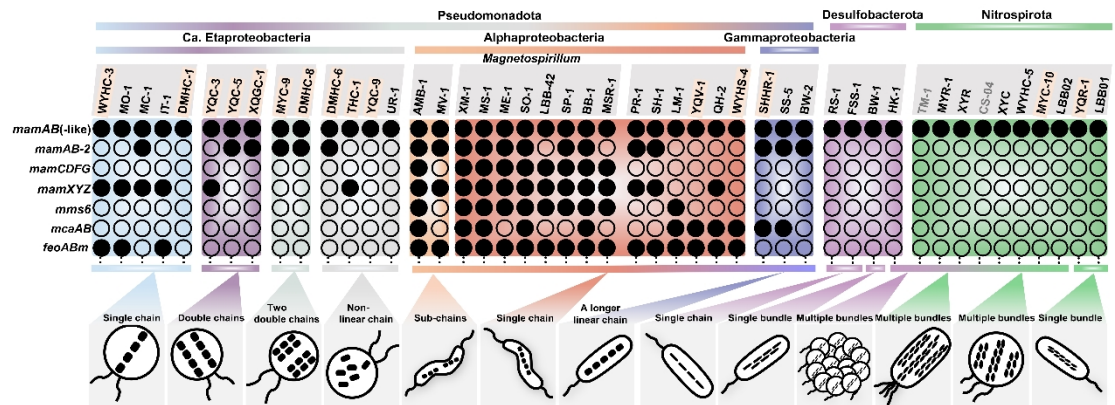 Pseudomonadota
Desulfobacterota
Nitrospirota
Ca. Etaproteobacteria
Alphaproteobacteria
Gammaproteobacteria
Magnetospirillum
WYHC-3
MO-1
MC-1
IT-1
DMHC-1
YQC-3
YQC-5
XQGC-1
MYC-9
DMHC-8
DMHC-6
THC-1
YQC-9
UR-1
AMB-1
MV-1
XM-1
MS-1
ME-1
SO-1
LBB-42
SP-1
BB-1
MSR-1
PR-1
SH-1
LM-1
YQV-1
QH-2
WYHS-4
SHHR-1
SS-5
BW-2
RS-1
FSS-1
BW-1
HK-1
TM-1
MYR-1
XYR
CS-04
XYC
WYHC-5
MYC-10
LBB02
YQR-1
LBB01
mamAB(-like)
mamAB-2
mamCDFG
mamXYZ
mms6
mcaAB
feoABm
Single chain
Double chains
Two
double chains
Non-
linear chain
Sub-chains
Single chain
A longer
linear chain
Single chain
Single bundle
Multiple bundles
Multiple bundles
Multiple bundles
Single bundle